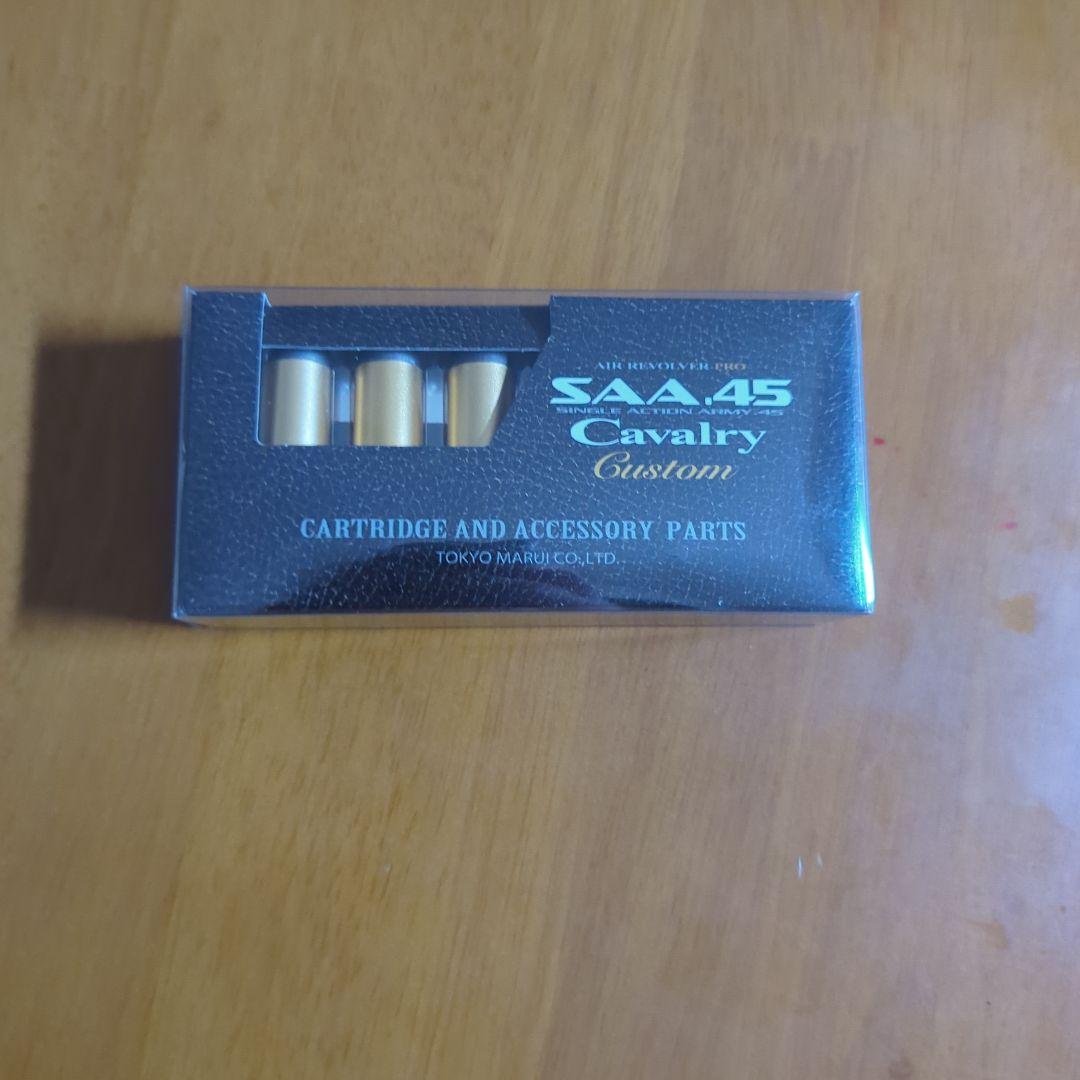 AIR REVOLVER PRO
SAA.45
SINGLE ACTION ARMY.45
Cavalry
Custom
CARTRIDGE AND ACCESSORY PARTS
TOKYO MARUI CO.,LTD.